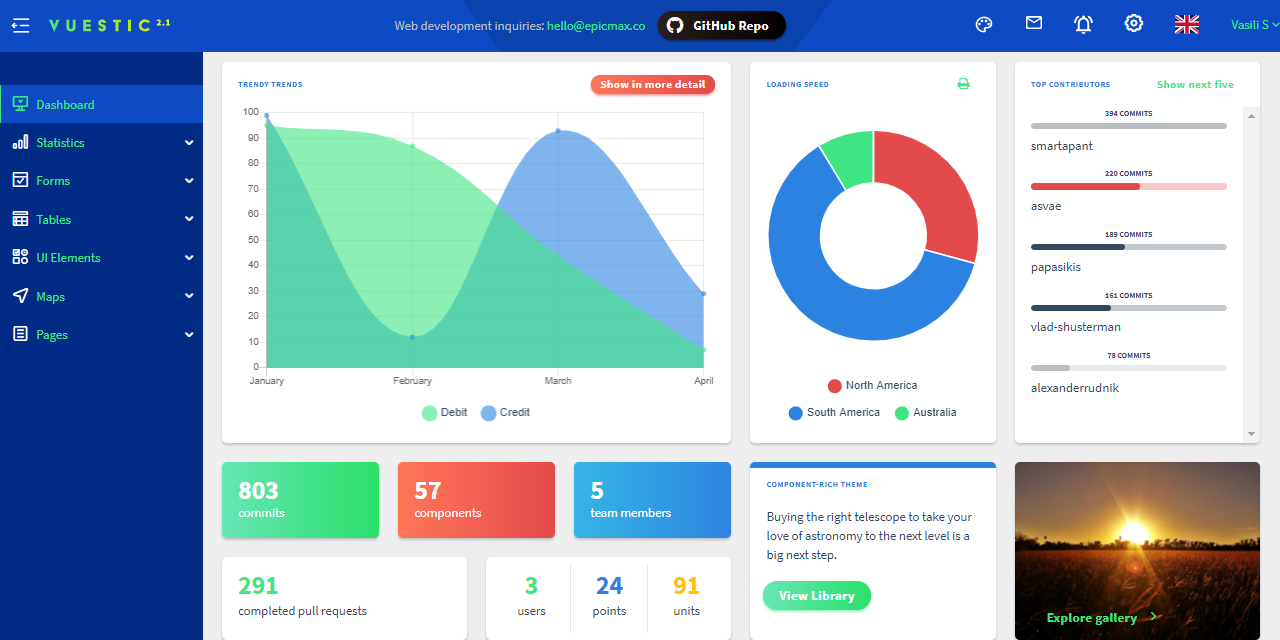 VUESTIC 2.1
Web development inquiries: hello@epicmax.co
GitHub Repo
Vasili S
Dashboard
Statistics
Forms
Tables
UI Elements
Maps
Pages
TRENDY TRENDS
Show in more detail
100
90
80
70
60
50
40
30
20
10
0
January
February
March
April
Debit
Credit
LOADING SPEED
North America
South America
Australia
TOP CONTRIBUTORS
Show next five
394 COMMITS
smartapant
220 COMMITS
asvae
189 COMMITS
papasikis
161 COMMITS
vlad-shusterman
78 COMMITS
alexanderrudnik
803
commits
57
components
5
team members
291
completed pull requests
3
users
24
points
91
units
COMPONENT-RICH THEME
Buying the right telescope to take your
love of astronomy to the next level is a
big next step.
View Library
Explore gallery